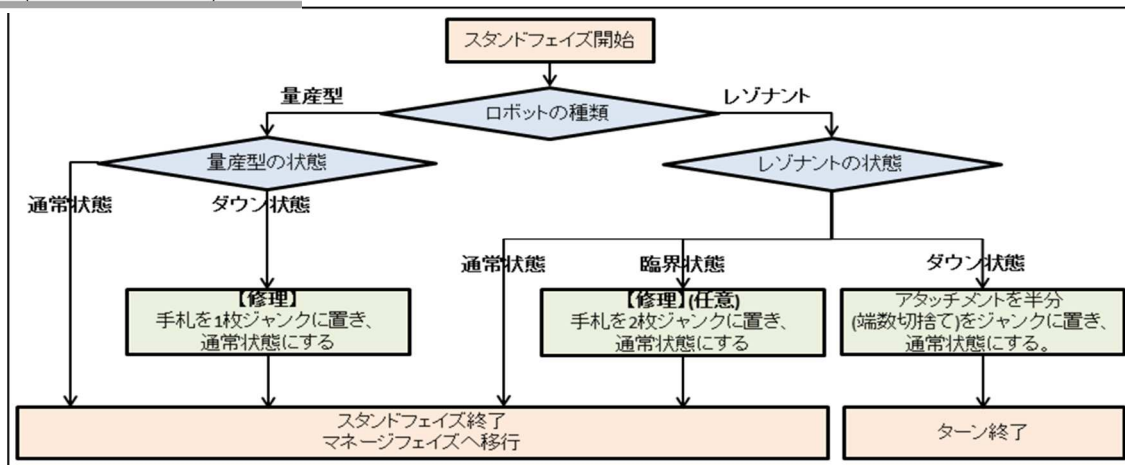 スタンドフェイズ開始
ロボットの種類
量産型
レゾナント
量産型の状態
レゾナントの状態
通常状態
ダウン状態
通常状態
臨界状態
ダウン状態
【修理】
手札を1枚ジャンクに置き、
通常状態にする
【修理】(任意)
手札を2枚ジャンクに置き、
通常状態にする
アタッチメントを半分
(端数切捨て)をジャンクに置き、
通常状態にする。
スタンドフェイズ終了
マネージフェイズへ移行
ターン終了